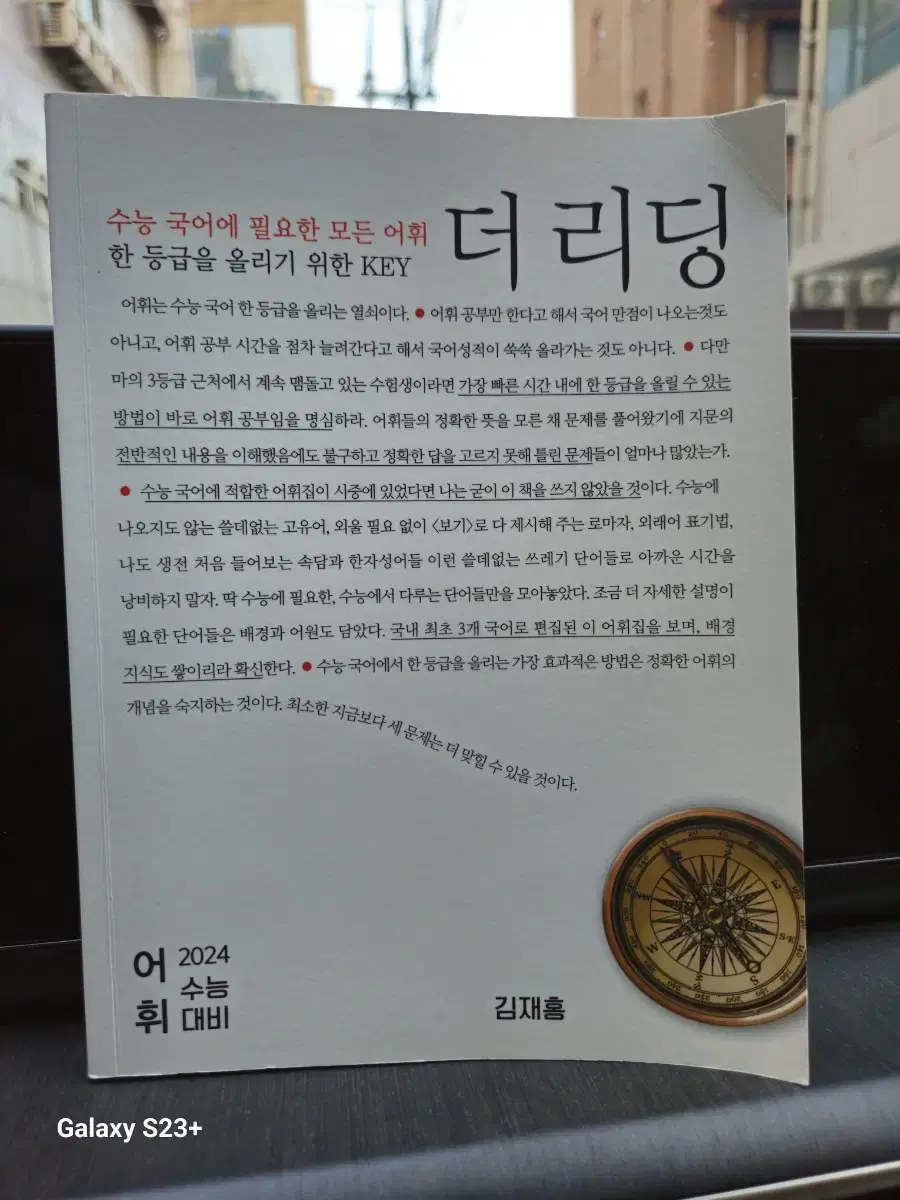 수능 국어에 필요한 모든 어휘
한 등급을 올리기 위한 KEY
더 리딩
어휘는 수능 국어 한 등급을 올리는 열쇠이다. ● 어휘 공부만 한다고 해서 국어 만점이 나오는것도
아니고, 어휘 공부 시간을 점차 늘려간다고 해서 국어성적이 쑥쑥 올라가는 것도 아니다. ● 다만
마의 3등급 근처에서 계속 맴돌고 있는 수험생이라면 가장 빠른 시간 내에 한 등급을 올릴 수 있는
방법이 바로 어휘 공부임을 명심하라. 어휘들의 정확한 뜻을 모른 채 문제를 풀어왔기에 지문의
전반적인 내용을 이해했음에도 불구하고 정확한 답을 고르지 못해 틀린 문제들이 얼마나 많았는가.
● 수능 국어에 적합한 어휘집이 시중에 있었다면 나는 굳이 이 책을 쓰지 않았을 것이다. 수능에
나오지도 않는 쓸데없는 고유어, 외울 필요 없이 〈보기〉로 다 제시해 주는 로마자, 외래어 표기법,
나도 생전 처음 들어보는 속담과 한자성어들 이런 쓸데없는 쓰레기 단어들로 아까운 시간을
낭비하지 말자. 딱 수능에 필요한, 수능에서 다루는 단어들만을 모아놓았다. 조금 더 자세한 설명이
필요한 단어들은 배경과 어원도 담았다. 국내 최초 3개 국어로 편집된 이 어휘집을 보며, 배경
지식도 쌓이리라 확신한다. ● 수능 국어에서 한 등급을 올리는 가장 효과적은 방법은 정확한 어휘의
개념을 숙지하는 것이다. 최소한 지금보다 세 문제는 더 맞힐 수 있을 것이다.
어휘
2024
수능
대비
김재홍
W
S
S·E
Galaxy S23+